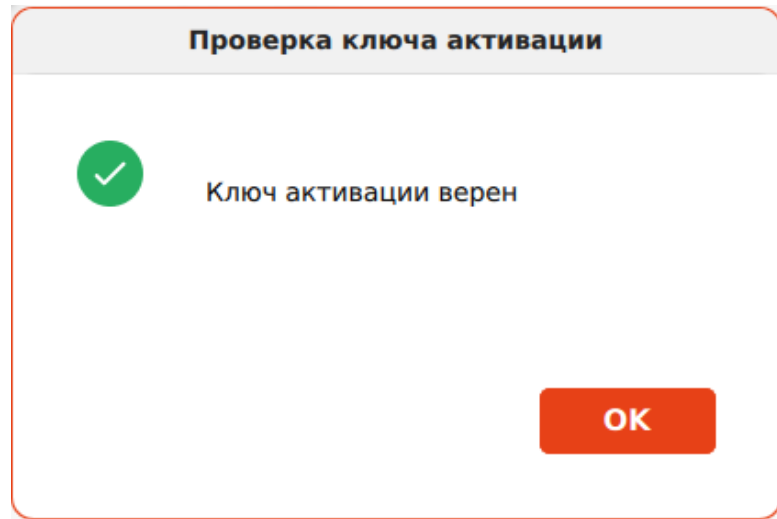 Проверка ключа активации
Ключ активации верен
OK